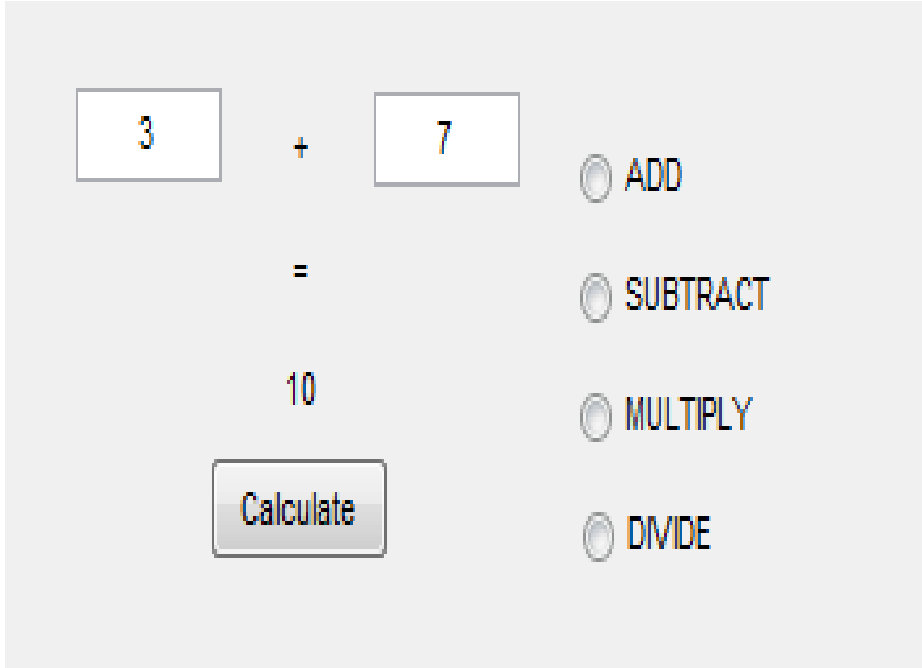 3 + 7
=
10
Calculate
ADD
SUBTRACT
MULTIPLY
DIVIDE